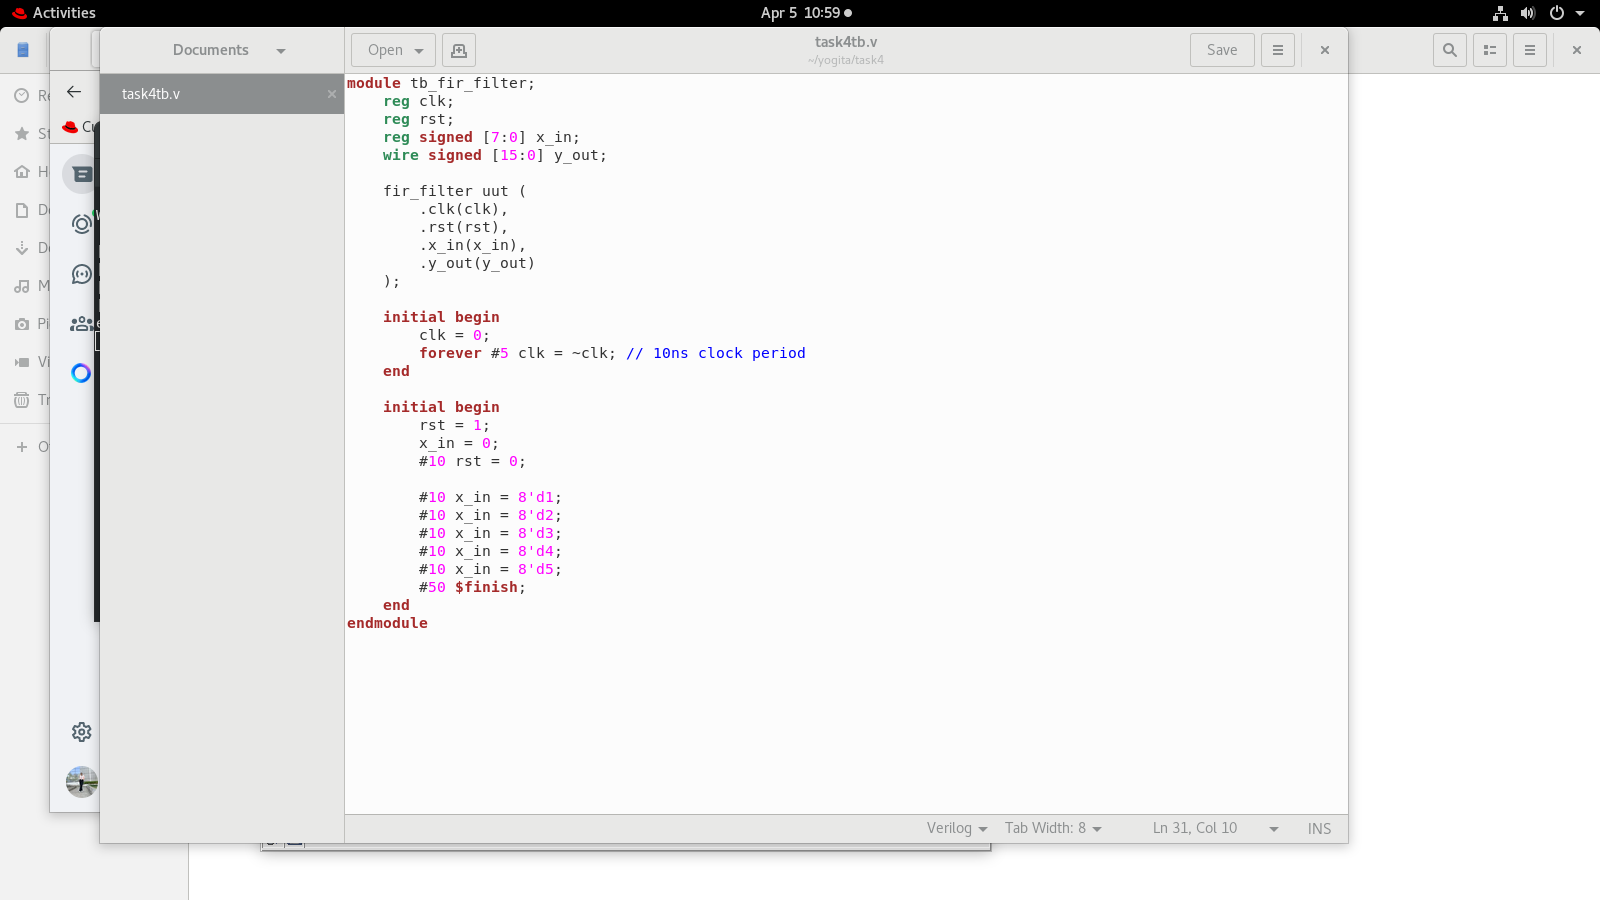 Activities
Apr 5 10:59
Documents
Open
task4tb.v
~/yogita/task4
Save
task4tb.v
module tb_fir_filter;
    reg clk;
    reg rst;
    reg signed [7:0] x_in;
    wire signed [15:0] y_out;
    fir_filter uut (
        .clk(clk),
        .rst(rst),
        .x_in(x_in),
        .y_out(y_out)
    );
    initial begin
        clk = 0;
        forever #5 clk = ~clk; // 10ns clock period
    end
    initial begin
        rst = 1;
        x_in = 0;
        #10 rst = 0;
        #10 x_in = 8'd1;
        #10 x_in = 8'd2;
        #10 x_in = 8'd3;
        #10 x_in = 8'd4;
        #10 x_in = 8'd5;
        #50 $finish;
    end
endmodule
Verilog
Tab Width: 8
Ln 31, Col 10
INS